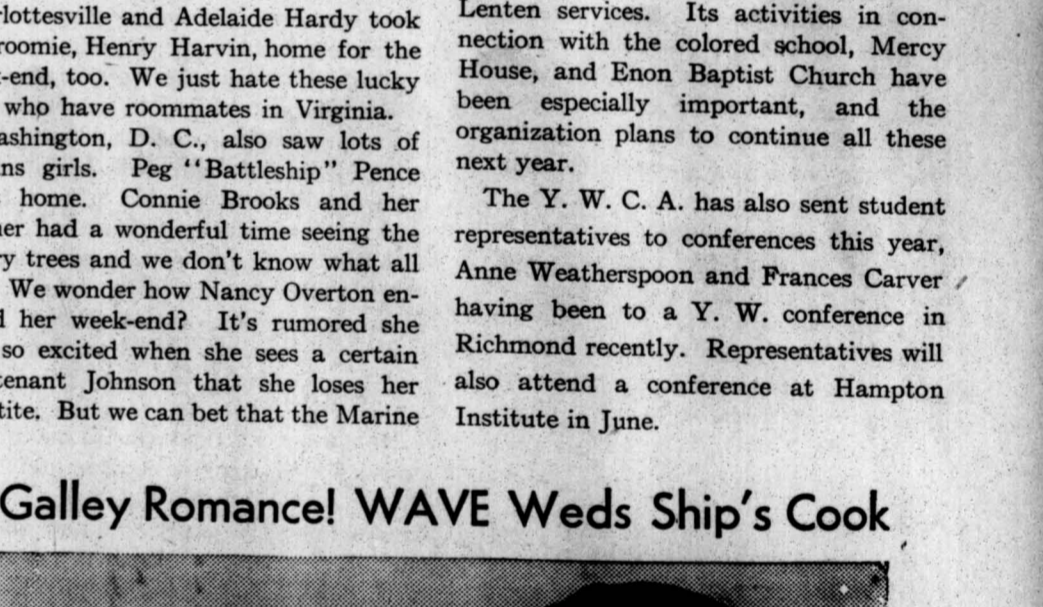 lottesville and Adelaide Hardy took
roomie, Henry Harvin, home for the
-end, too. We just hate these lucky
who have roommates in Virginia.
ashington, D. C., also saw lots of
ns girls. Peg "Battleship" Pence
home. Connie Brooks and her
er had a wonderful time seeing the
y trees and we don't know what all
We wonder how Nancy Overton en-
d her week-end? It's rumored she
so excited when she sees a certain
tenant Johnson that she loses her
tite. But we can bet that the Marine
Lenten services. Its activities in con-
nection with the colored school, Mercy
House, and Enon Baptist Church have
been especially important, and the
organization plans to continue all these
next year.
The Y. W. C. A. has also sent student
representatives to conferences this year,
Anne Weatherspoon and Frances Carver
having been to a Y. W. conference in
Richmond recently. Representatives will
also attend a conference at Hampton
Institute in June.
Galley Romance! WAVE Weds Ship's Cook